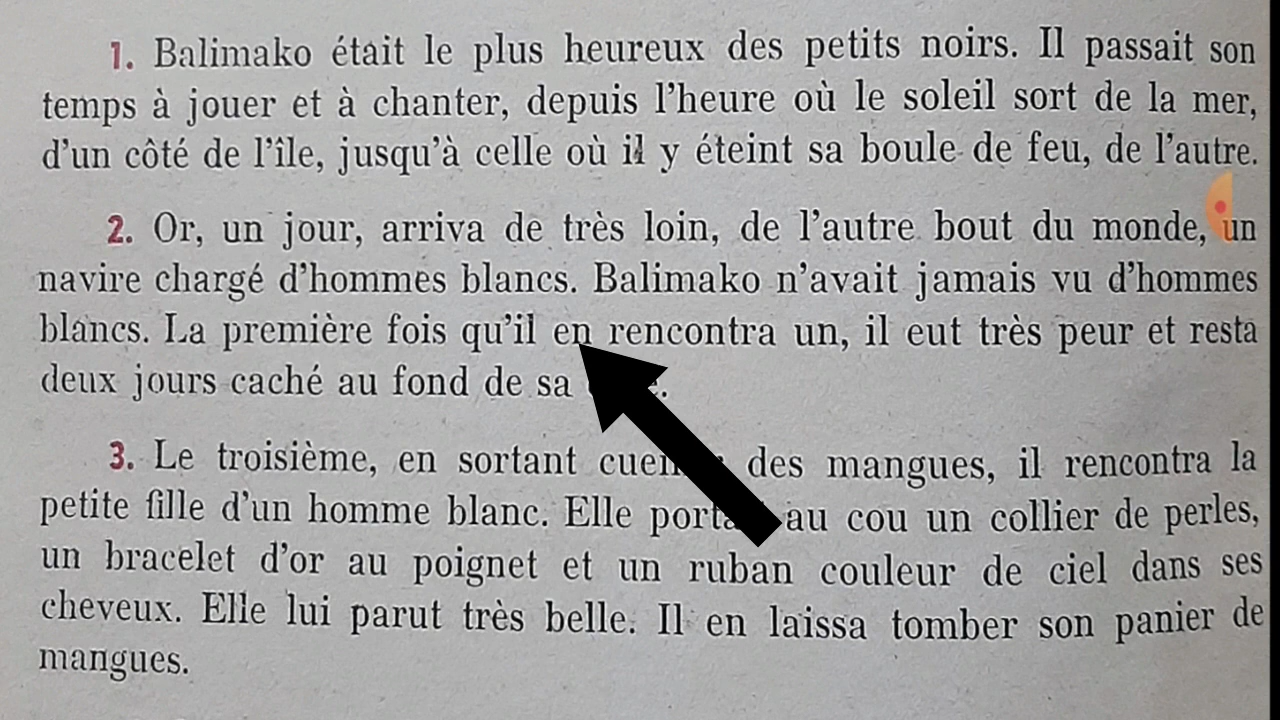 1. Balimako était le plus heureux des petits noirs. Il passait son
temps à jouer et à chanter, depuis l'heure où le soleil sort de la mer,
d'un côté de l'île, jusqu'à celle où il y éteint sa boule de feu, de l'autre.
2. Or, un jour, arriva de très loin, de l'autre bout du monde, un
navire chargé d'hommes blancs. Balimako n'avait jamais vu d'hommes
blancs. La première fois qu'il en rencontra un, il eut très peur et resta
deux jours caché au fond de sa
3. Le troisième, en sortant des mangues, il rencontra la
petite fille d'un homme blanc. Elle au cou un collier de perles,
un bracelet d'or au poignet et un ruban couleur de ciel dans ses
cheveux. Elle lui parut très belle. Il en laissa tomber son panier de
mangues.